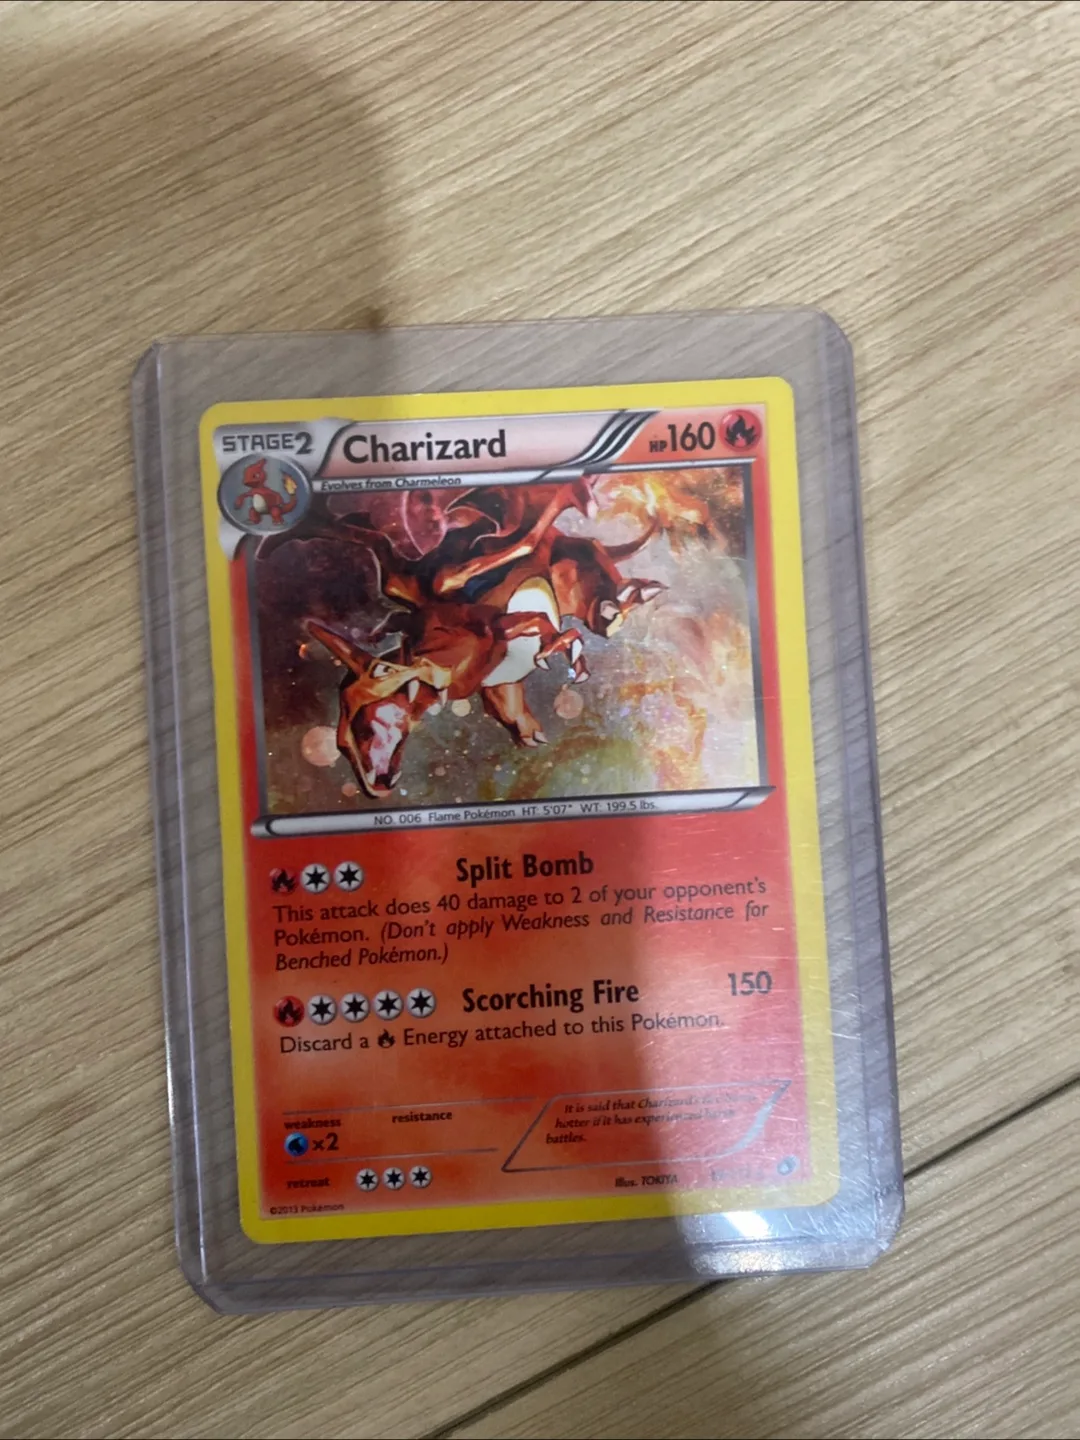 STAGE2
Charizard
HP160
Evolves from Charmeleon
NO. 006 Flame Pokémon HT: 5'07" WT: 199.5 lbs.
Split Bomb
This attack does 40 damage to 2 of your opponent's
Pokémon. (Don't apply Weakness and Resistance for
Benched Pokémon.)
Scorching Fire 150
Discard a Energy attached to this Pokémon.
weakness
resistance
×2
It is said that Charizard's
hotter if it has experienced harsh
battles.
retreat
Illus. TOKIYA
©2013 Pokémon